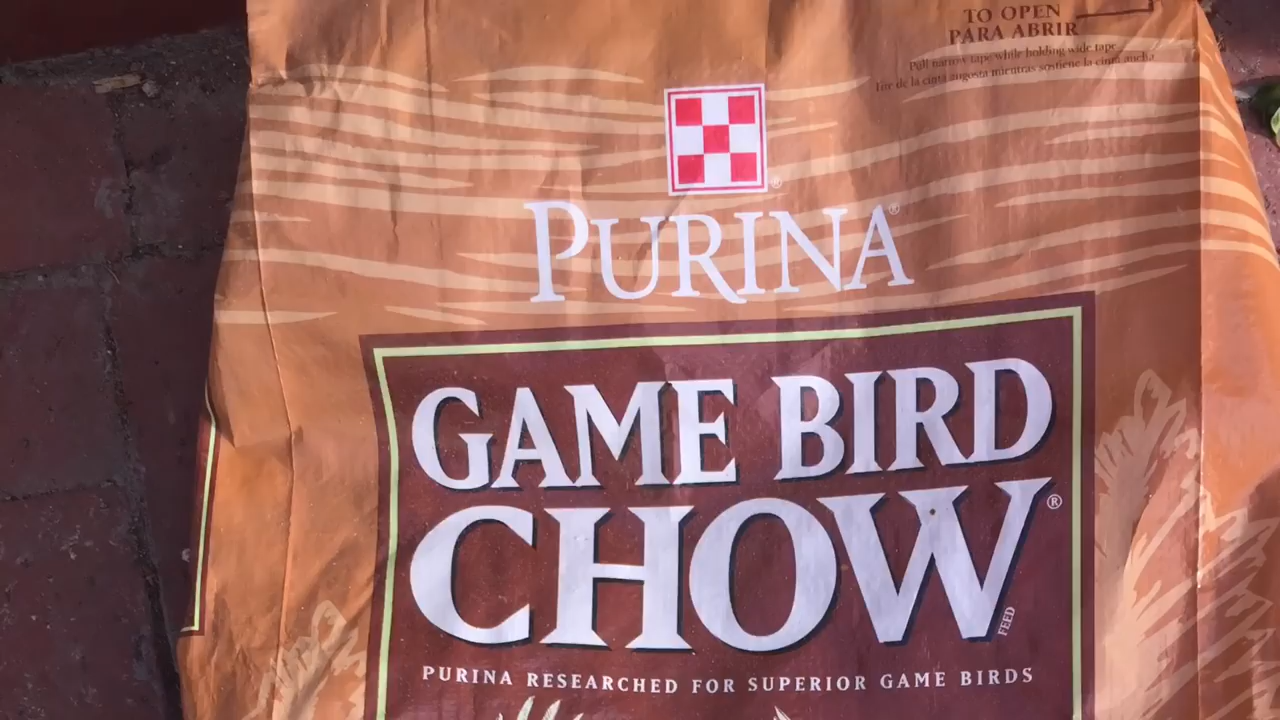 TO OPEN
PARA ABRIR
Pull narrow tape while holding wide tape
Tire de la cinta angosta mientras sostiene la cinta ancha
PURINA®
GAME BIRD
CHOW®
FEED
PURINA RESEARCHED FOR SUPERIOR GAME BIRDS